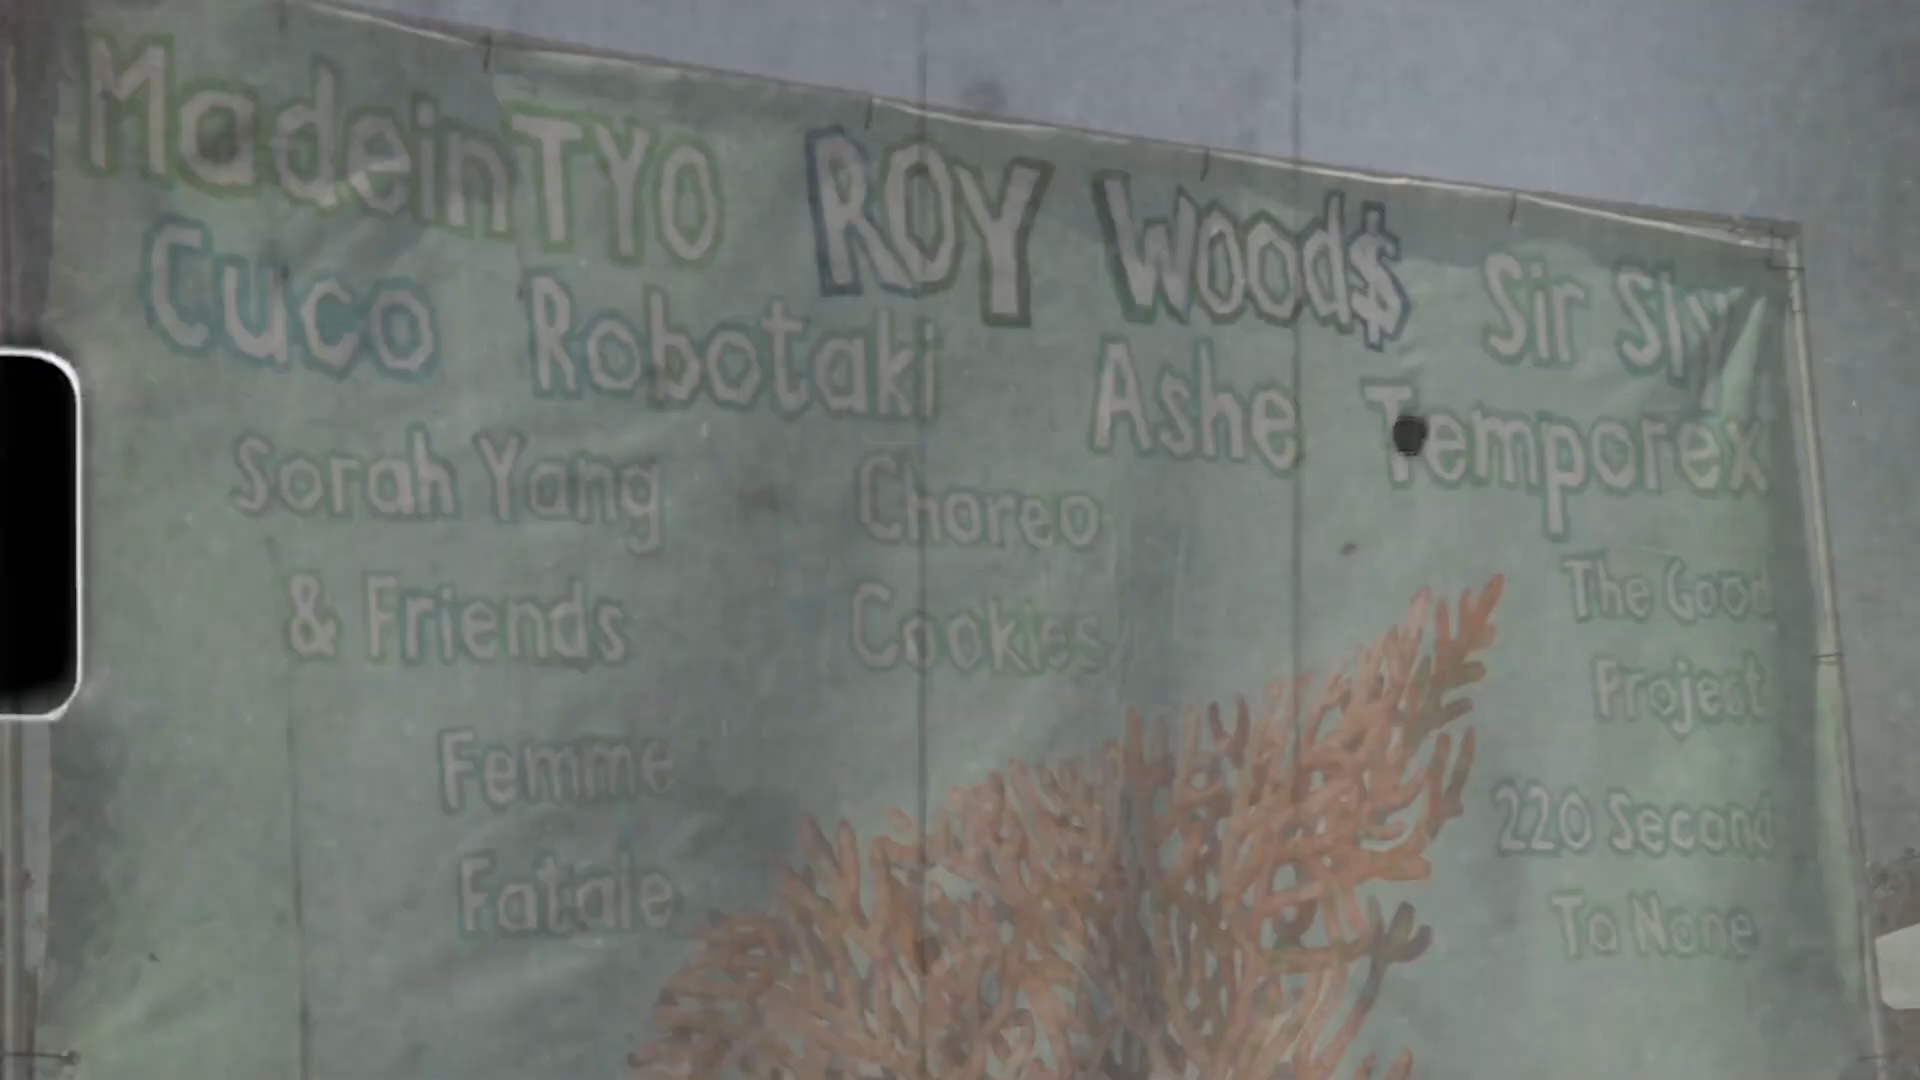 MadeinTYO ROY Wood$ Sir Sly
Cuco Robotaki Ashe Temporex
Sorah Yang
& Friends
Choreo
Cookies
The Good
Project
Femme
Fatale
220 Second
To None